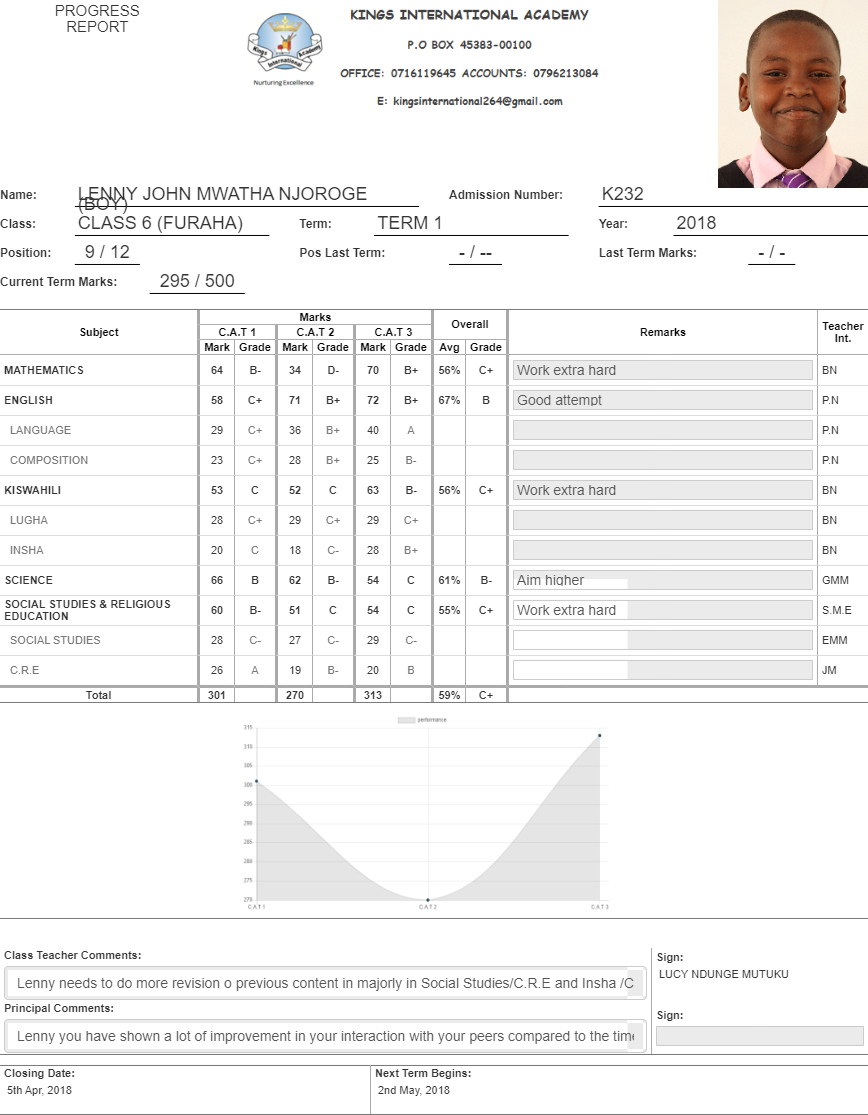 PROGRESS
REPORT
Kings International Academy
Nurturing Excellence
KINGS INTERNATIONAL ACADEMY
P.O BOX 45383-00100
OFFICE: 0716119645 ACCOUNTS: 0796213084
E: kingsinternational264@gmail.com
Name: LENNY JOHN MWATHA NJOROGE (BOY) Admission Number: K232
Class: CLASS 6 (FURAHA) Term: TERM 1 Year: 2018
Position: 9 / 12 Pos Last Term: - / -- Last Term Marks: - / -
Current Term Marks: 295 / 500
Subject Marks Overall Remarks Teacher Int.
C.A.T 1 C.A.T 2 C.A.T 3
Mark Grade Mark Grade Mark Grade Avg Grade
MATHEMATICS 64 B- 34 D- 70 B+ 56% C+ Work extra hard BN
ENGLISH 58 C+ 71 B+ 72 B+ 67% B Good attempt P.N
LANGUAGE 29 C+ 36 B+ 40 A P.N
COMPOSITION 23 C+ 28 B+ 25 B- P.N
KISWAHILI 53 C 52 C 63 B- 56% C+ Work extra hard BN
LUGHA 28 C+ 29 C+ 29 C+ BN
INSHA 20 C 18 C- 28 B+ BN
SCIENCE 66 B 62 B- 54 C 61% B- Aim higher GMM
SOCIAL STUDIES & RELIGIOUS EDUCATION 60 B- 51 C 54 C 55% C+ Work extra hard S.M.E
SOCIAL STUDIES 28 C- 27 C- 29 C- EMM
C.R.E 26 A 19 B- 20 B JM
Total 301 270 313 59% C+
performance
315
310
305
300
295
290
285
280
275
270
C.A.T 1 C.A.T 2 C.A.T 3
Class Teacher Comments:
Lenny needs to do more revision o previous content in majorly in Social Studies/C.R.E and Insha /C
Sign:
LUCY NDUNGE MUTUKU
Principal Comments:
Lenny you have shown a lot of improvement in your interaction with your peers compared to the time
Sign:
Closing Date: Next Term Begins:
5th Apr, 2018 2nd May, 2018